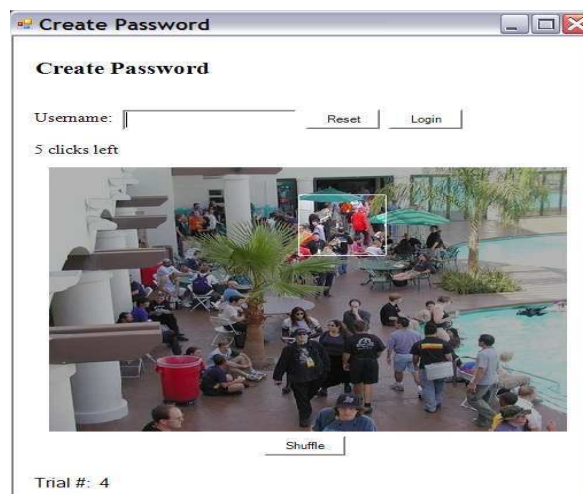 Create Password
Create Password
Username: Reset Login
5 clicks left
Shuffle
Trial #: 4